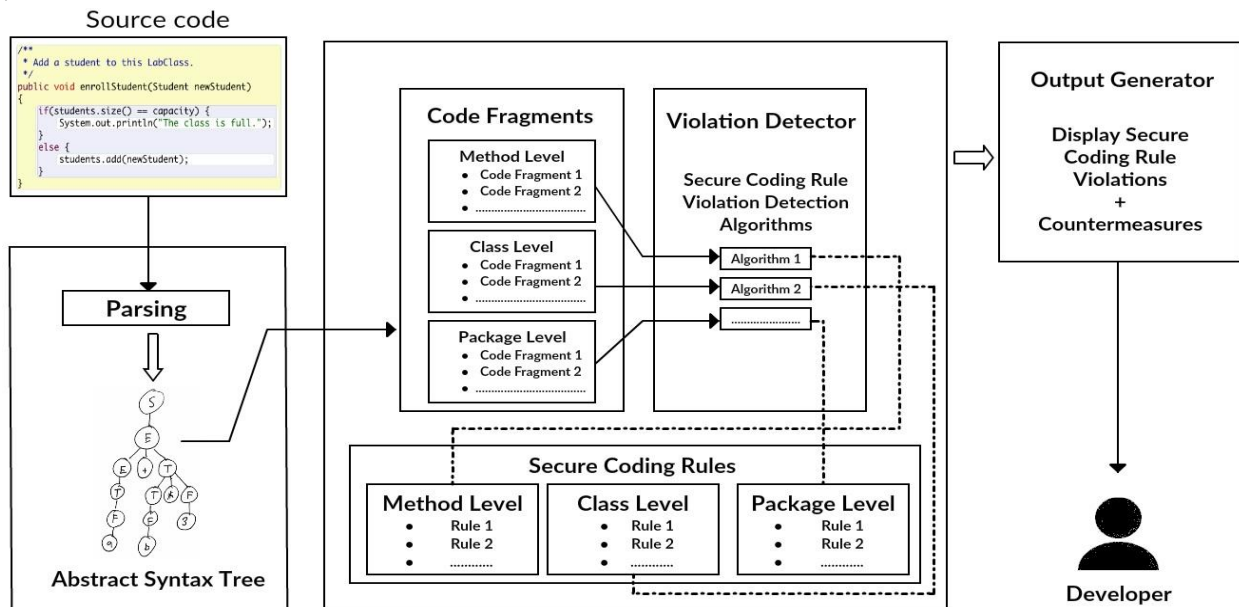 Source code
/**
* Add a student to this LabClass.
*/
public void enrollStudent(Student newStudent)
{
if(students.size() == capacity) {
System.out.println("The class is full.");
}
else {
students.add(newStudent);
}
}
Parsing
S
E
E + T
T T * F
F F 3
a b
Abstract Syntax Tree
Code Fragments
Method Level
• Code Fragment 1
• Code Fragment 2
• ..................................
Class Level
• Code Fragment 1
• Code Fragment 2
• ..................................
Package Level
• Code Fragment 1
• Code Fragment 2
• ..................................
Violation Detector
Secure Coding Rule
Violation Detection
Algorithms
Algorithm 1
Algorithm 2
.....................
Secure Coding Rules
Method Level
• Rule 1
• Rule 2
• ............
Class Level
• Rule 1
• Rule 2
• ............
Package Level
• Rule 1
• Rule 2
• ............
Output Generator
Display Secure
Coding Rule
Violations
+
Countermeasures
Developer